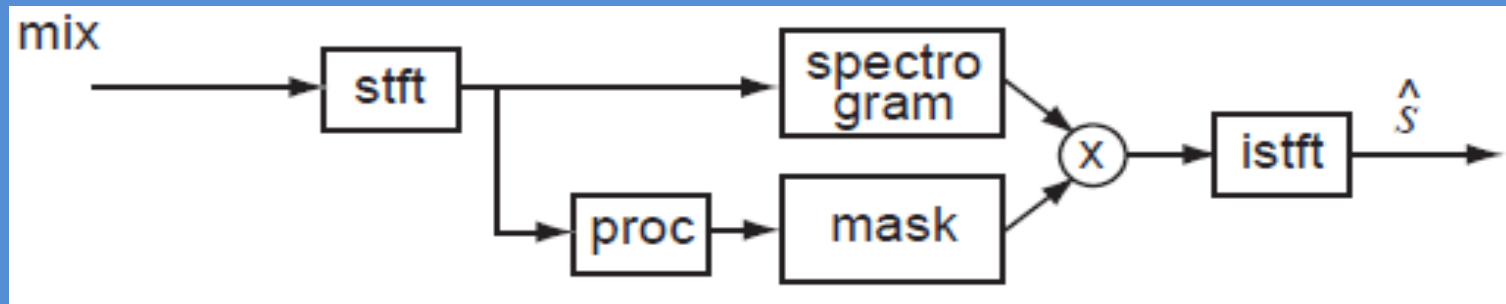 mix
stft
spectro
gram
x
istft
ŝ
proc
mask